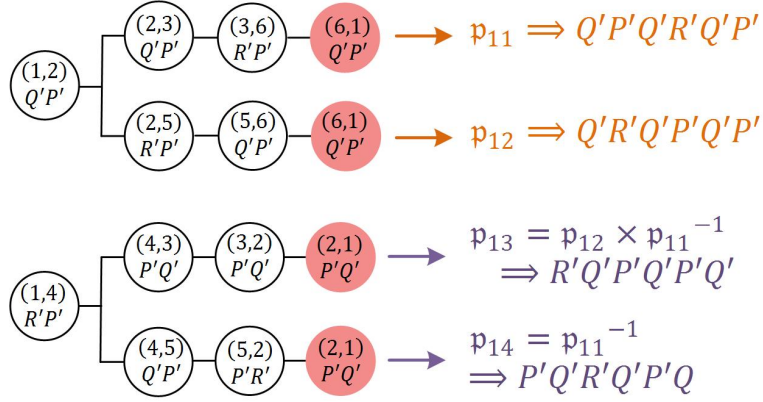 (1,2)
Q′P′
(2,3)
Q′P′
(3,6)
R′P′
(6,1)
Q′P′
𝔭₁₁ ⟹ Q′P′Q′R′Q′P′
(2,5)
R′P′
(5,6)
Q′P′
(6,1)
Q′P′
𝔭₁₂ ⟹ Q′R′Q′P′Q′P′
(1,4)
R′P′
(4,3)
P′Q′
(3,2)
P′Q′
(2,1)
P′Q′
𝔭₁₃ = 𝔭₁₂ × 𝔭₁₁⁻¹
⟹ R′Q′P′Q′P′Q′
(4,5)
Q′P′
(5,2)
P′R′
(2,1)
P′Q′
𝔭₁₄ = 𝔭₁₁⁻¹
⟹ P′Q′R′Q′P′Q